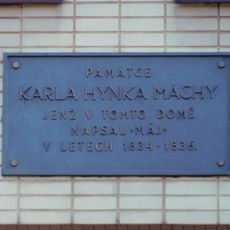 PAMÁTCE
KARLA HYNKA MÁCHY
JENŽ V TOMTO DOMĚ
NAPSAL »MÁJ«
V LETECH 1834-1836.